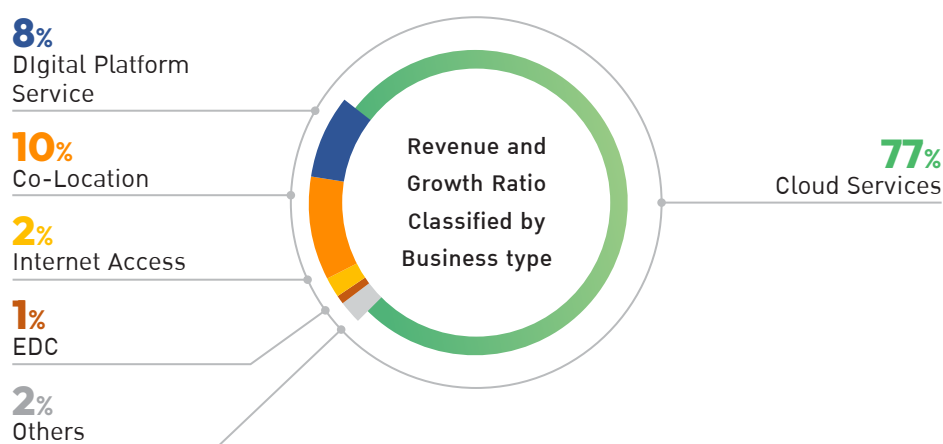 8%
DIgital Platform
Service
10%
Co-Location
2%
Internet Access
1%
EDC
2%
Others
Revenue and
Growth Ratio
Classified by
Business type
77%
Cloud Services